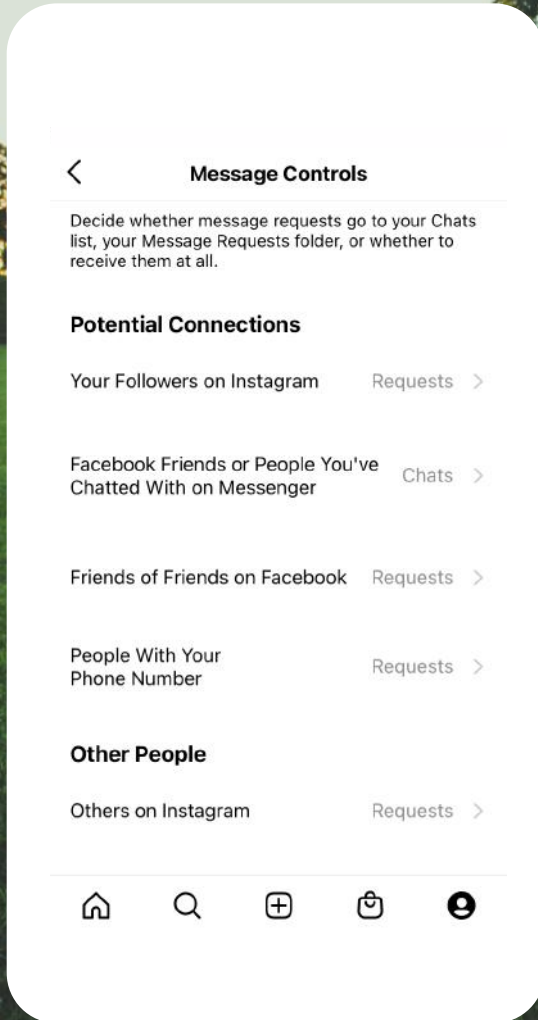 Message Controls
Decide whether message requests go to your Chats
list, your Message Requests folder, or whether to
receive them at all.
Potential Connections
Your Followers on Instagram Requests
Facebook Friends or People You've
Chatted With on Messenger Chats
Friends of Friends on Facebook Requests
People With Your
Phone Number Requests
Other People
Others on Instagram Requests